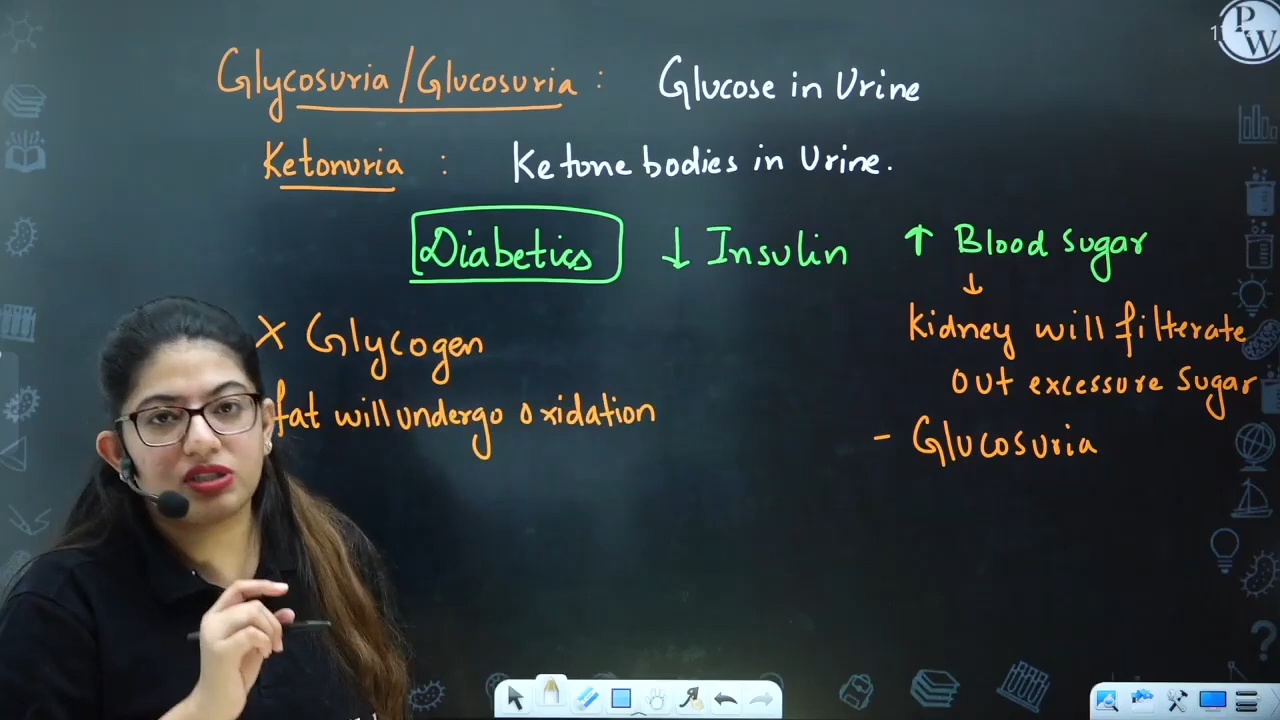 Glycosuria/Glucosuria : Glucose in Urine
Ketonuria : Ketone bodies in Urine.
Diabetics ↓ Insulin ↑ Blood sugar
↓
X Glycogen
fat will undergo oxidation
kidney will filterate
out excessure sugar
- Glucosuria
PW